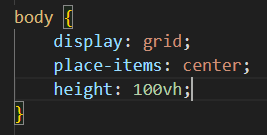 body {
    display: grid;
    place-items: center;
    height: 100vh;
}